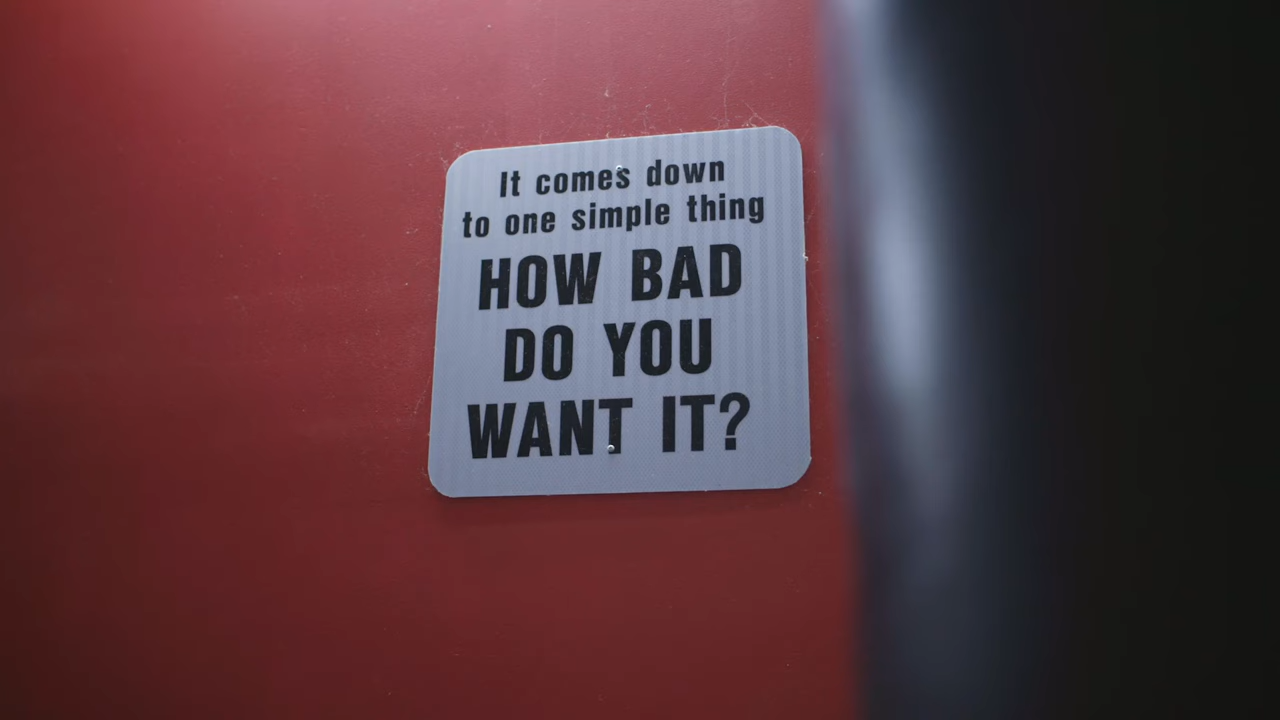 It comes down
to one simple thing
HOW BAD
DO YOU
WANT IT?